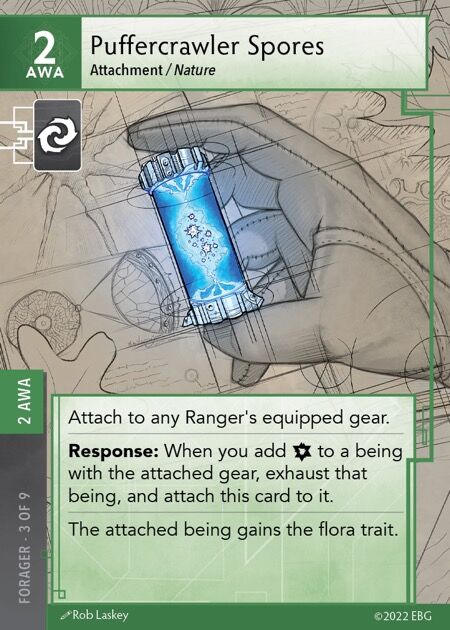 2
AWA
Puffercrawler Spores
Attachment / Nature
2 AWA
FORAGER - 3 OF 9
Attach to any Ranger's equipped gear.
Response: When you add to a being
with the attached gear, exhaust that
being, and attach this card to it.
The attached being gains the flora trait.
Rob Laskey
©2022 EBG